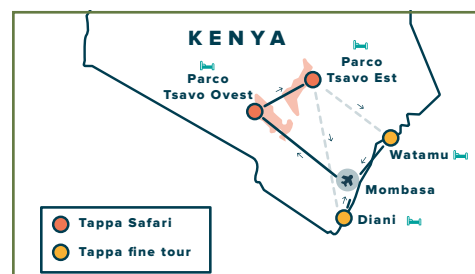 KENYA
Parco
Tsavo Est
Parco
Tsavo Ovest
Watamu
Mombasa
Diani
Tappa Safari
Tappa fine tour